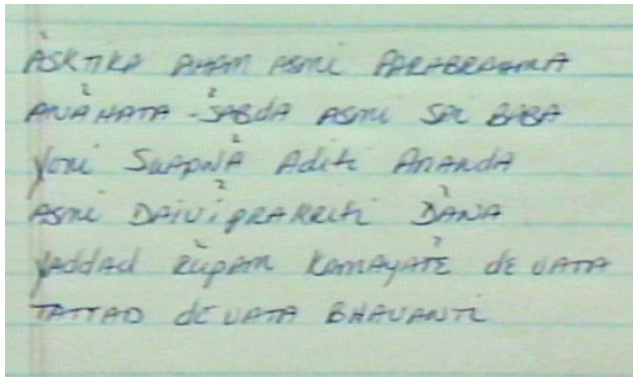 ASKTIKA AHAM ASMI PARABRAHMA
ANAHATA-SABDA ASMI SAI BABA
Yoni SWAPNA Aditi ANANDA
ASMI DAIVIPRAKRITI DANA
Yaddad RUPAM KAMAYATE dEVATA
TATTAD dEVATA BHAVANTI